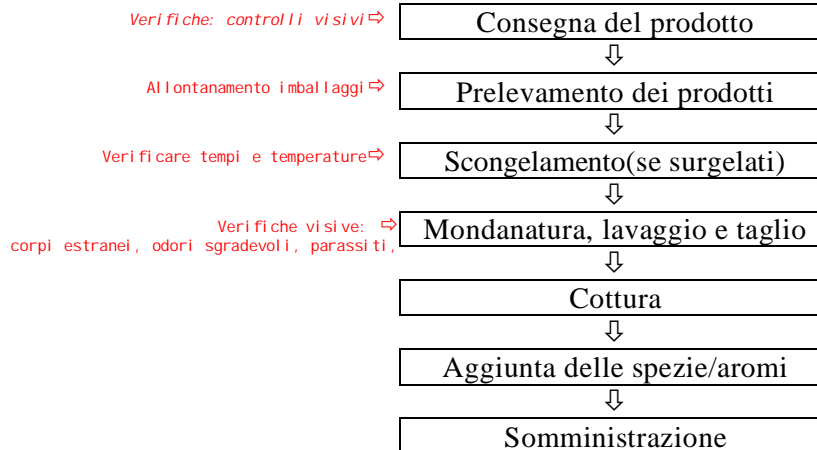 Verifiche: controlli visivi⇨ Consegna del prodotto
⇩
Allontanamento imballaggi⇨ Prelevamento dei prodotti
⇩
Verificare tempi e temperature⇨ Scongelamento(se surgelati)
⇩
Verifiche visive: ⇨ Mondanatura, lavaggio e taglio
corpi estranei, odori sgradevoli, parassiti,
⇩
Cottura
⇩
Aggiunta delle spezie/aromi
⇩
Somministrazione